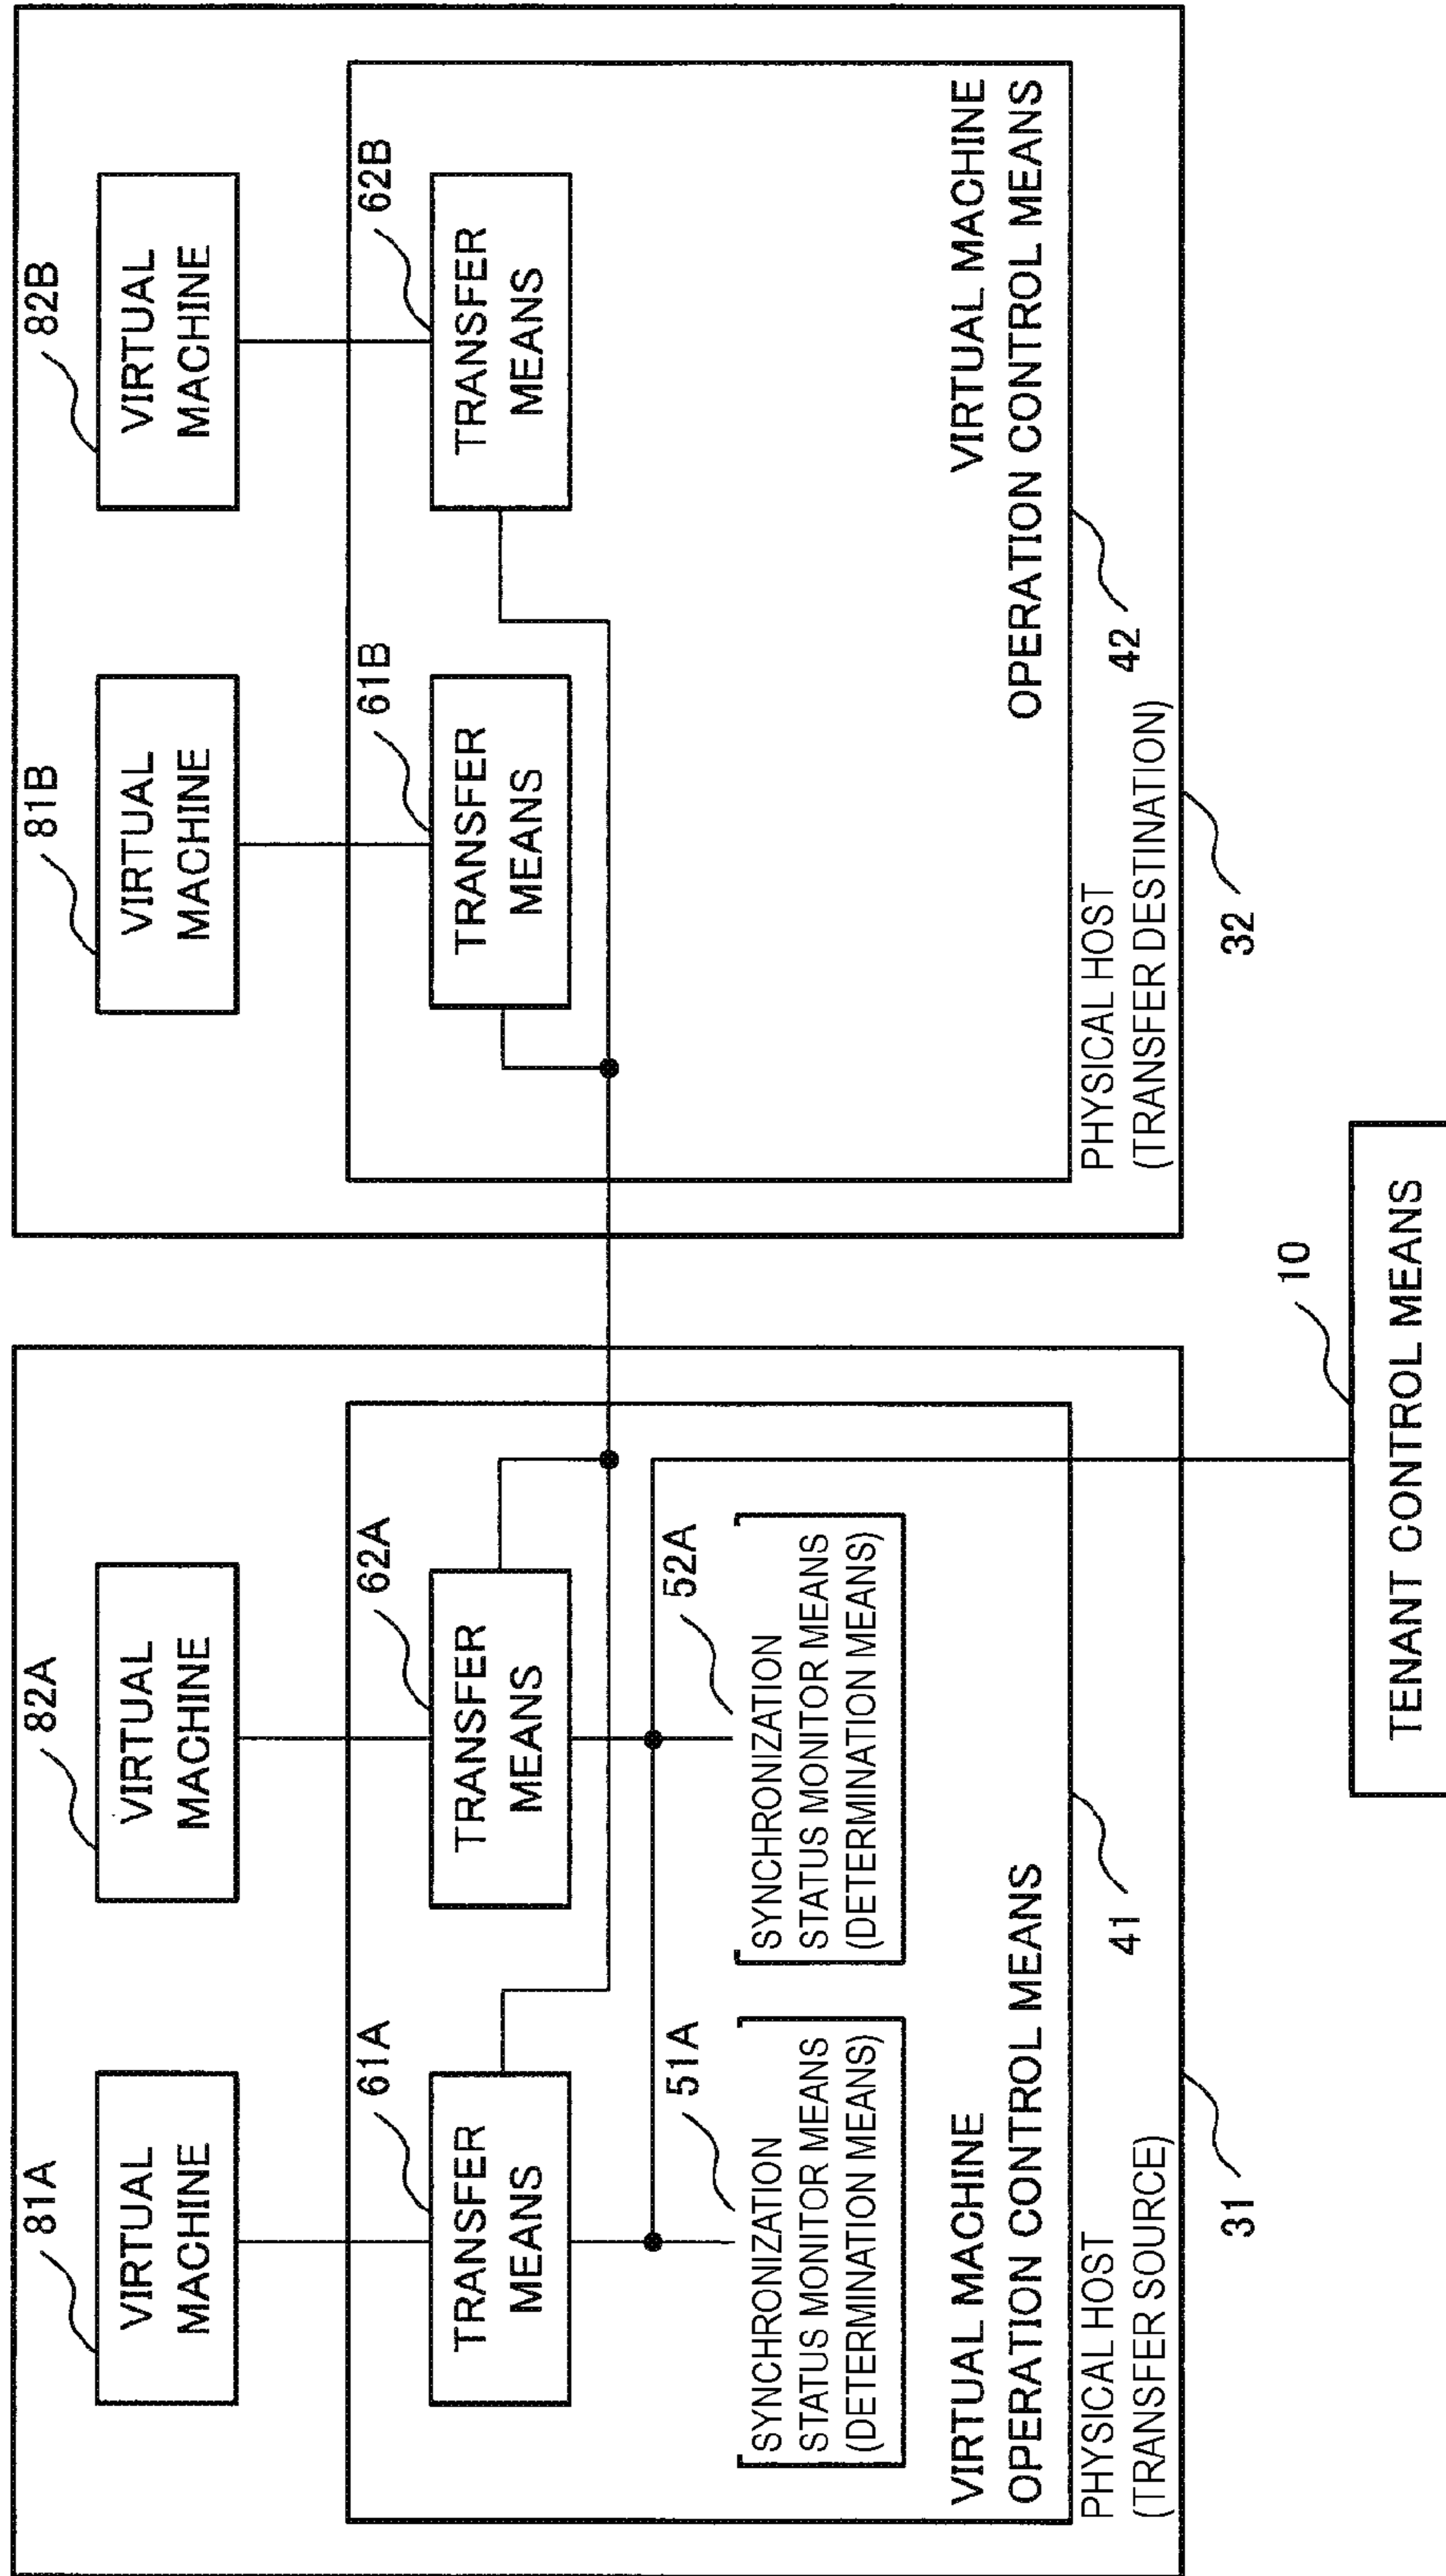 81A
VIRTUAL
MACHINE
82A
VIRTUAL
MACHINE
81B
VIRTUAL
MACHINE
82B
VIRTUAL
MACHINE
61A
TRANSFER
MEANS
62A
TRANSFER
MEANS
61B
TRANSFER
MEANS
62B
TRANSFER
MEANS
51A
SYNCHRONIZATION
STATUS MONITOR MEANS
(DETERMINATION MEANS)
52A
SYNCHRONIZATION
STATUS MONITOR MEANS
(DETERMINATION MEANS)
VIRTUAL MACHINE
OPERATION CONTROL MEANS
41
PHYSICAL HOST
(TRANSFER SOURCE)
31
VIRTUAL MACHINE
OPERATION CONTROL MEANS
42
PHYSICAL HOST
(TRANSFER DESTINATION)
32
10
TENANT CONTROL MEANS